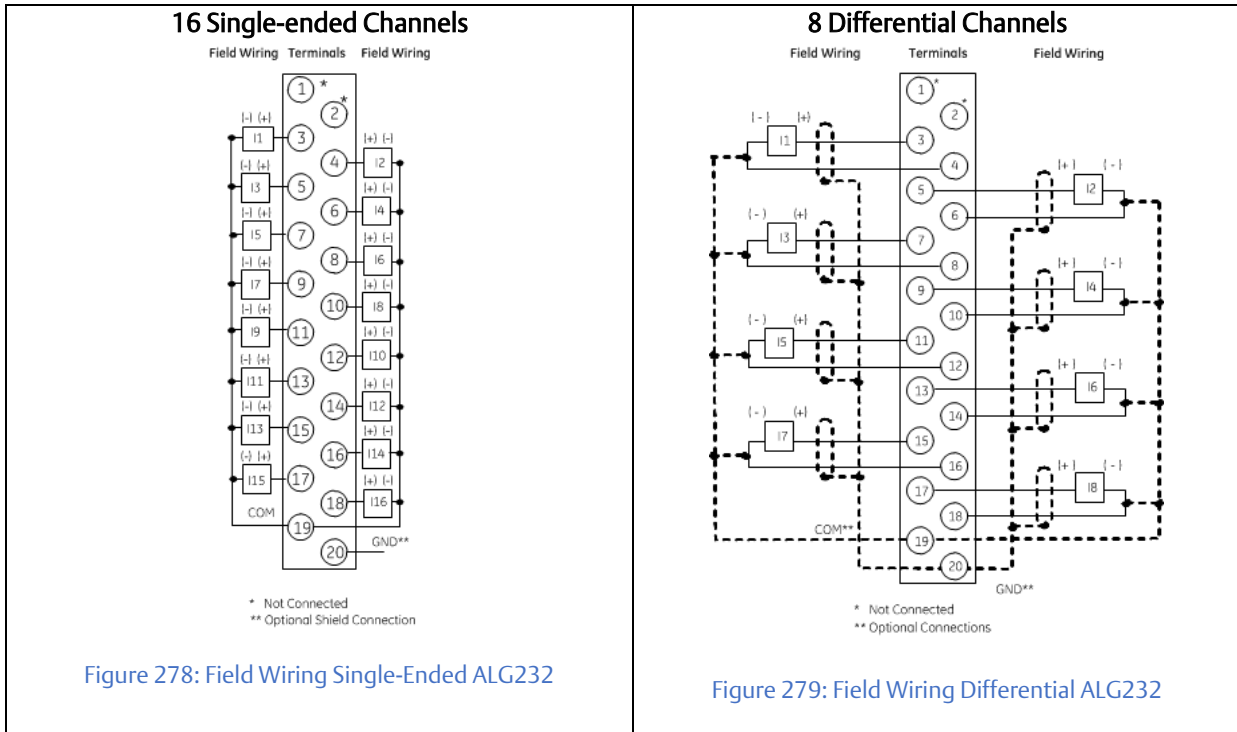 16 Single-ended Channels
Field Wiring Terminals Field Wiring
1 *
2 *
(-) (+)
I1 3
(+) (-)
4 I2
(-) (+)
I3 5
(+) (-)
6 I4
(-) (+)
I5 7
(+) (-)
8 I6
(-) (+)
I7 9
(+) (-)
10 I8
(-) (+)
I9 11
(+) (-)
12 I10
(-) (+)
I11 13
(+) (-)
14 I12
(-) (+)
I13 15
(+) (-)
16 I14
(-) (+)
I15 17
(+) (-)
18 I16
COM
19
20 GND**
* Not Connected
** Optional Shield Connection
Figure 278: Field Wiring Single-Ended ALG232
8 Differential Channels
Field Wiring Terminals Field Wiring
1 *
2 *
(-) (+)
I1 3
4
(+) (-)
5 I2
6
(-) (+)
I3 7
8
(+) (-)
9 I4
10
(-) (+)
I5 11
12
(+) (-)
13 I6
14
(-) (+)
I7 15
16
(+) (-)
17 I8
18
COM** 19
20
GND**
* Not Connected
** Optional Connections
Figure 279: Field Wiring Differential ALG232